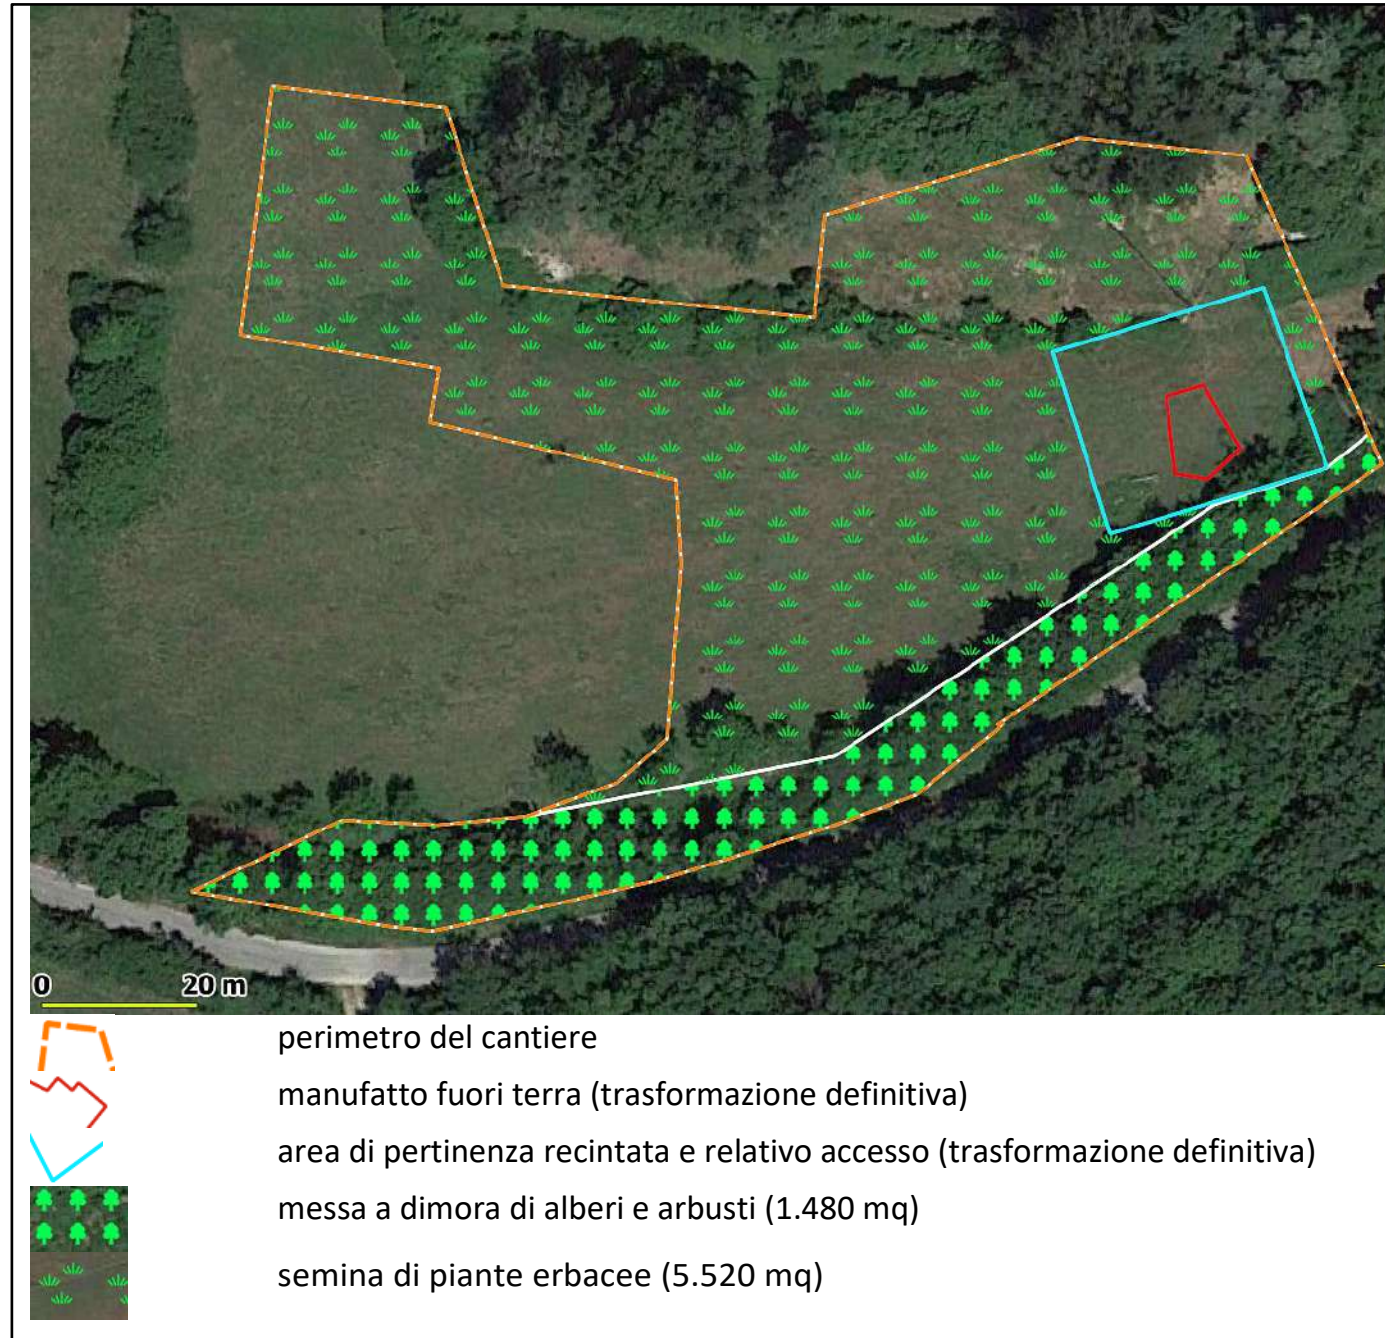 0 20 m
perimetro del cantiere
manufatto fuori terra (trasformazione definitiva)
area di pertinenza recintata e relativo accesso (trasformazione definitiva)
messa a dimora di alberi e arbusti (1.480 mq)
semina di piante erbacee (5.520 mq)